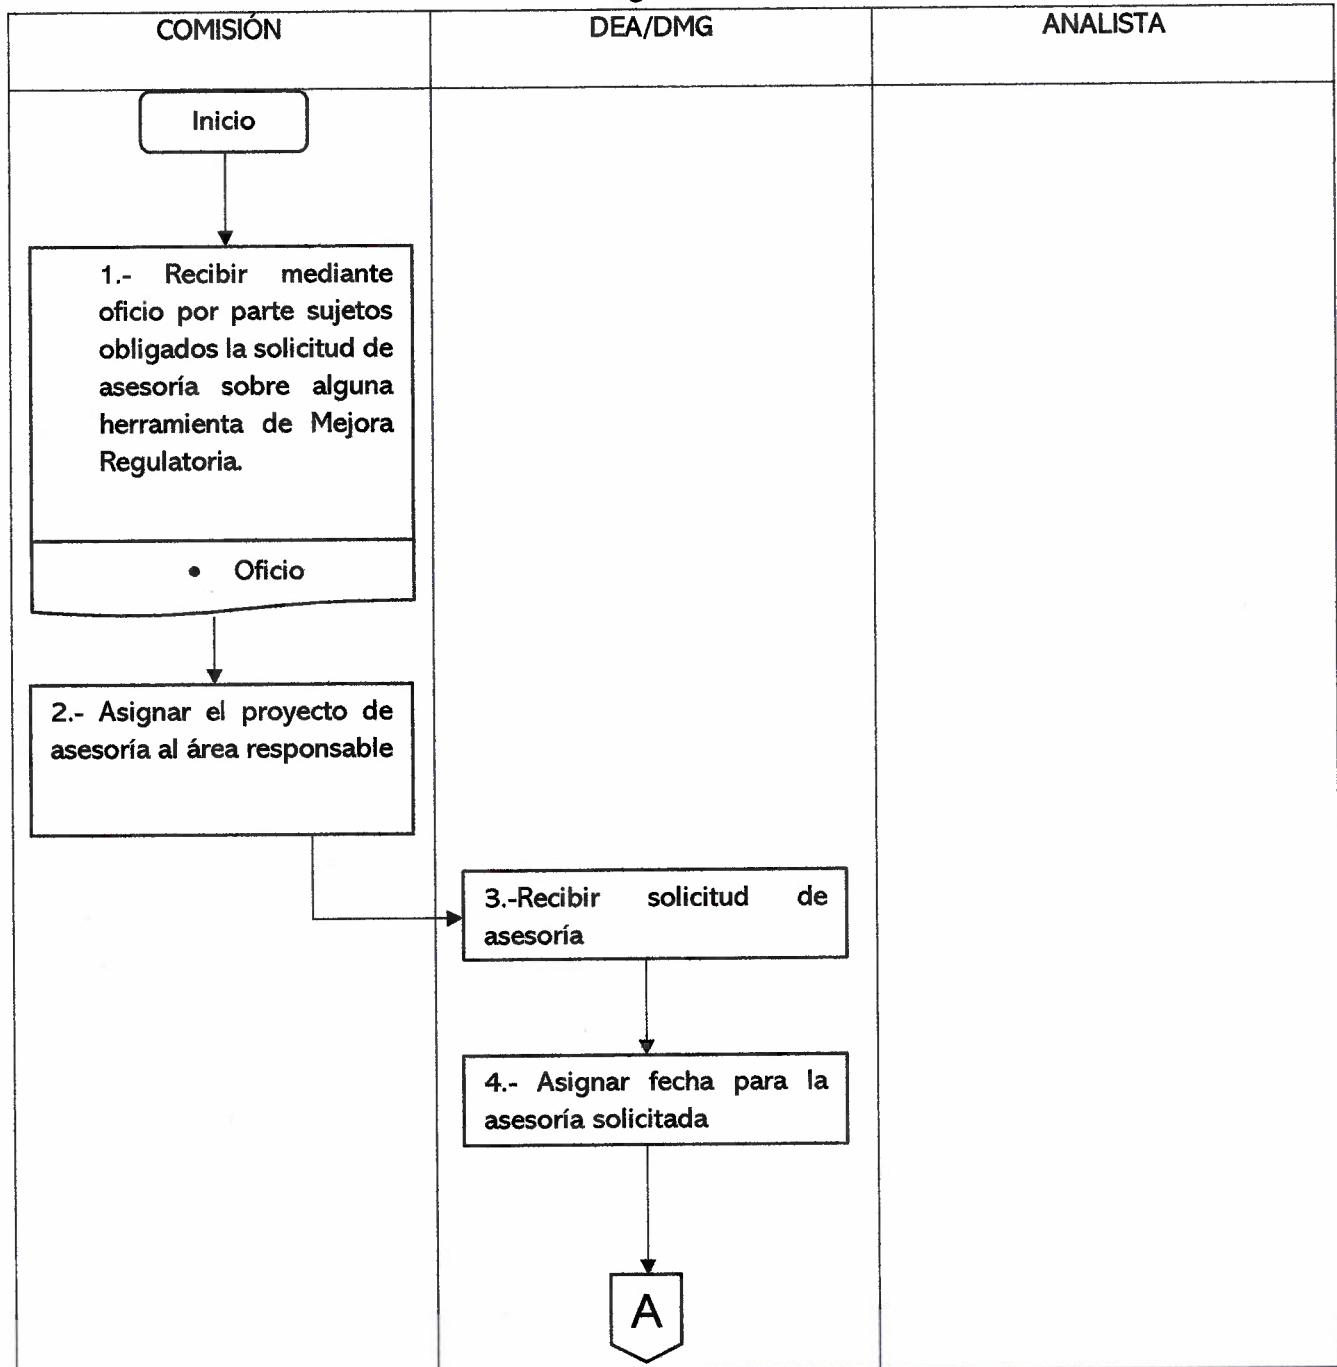 COMISIÓN
DEA/DMG
ANALISTA
Inicio
1.- Recibir mediante
oficio por parte sujetos
obligados la solicitud de
asesoría sobre alguna
herramienta de Mejora
Regulatoria.
• Oficio
2.- Asignar el proyecto de
asesoría al área responsable
3.-Recibir solicitud de
asesoría
4.- Asignar fecha para la
asesoría solicitada
A